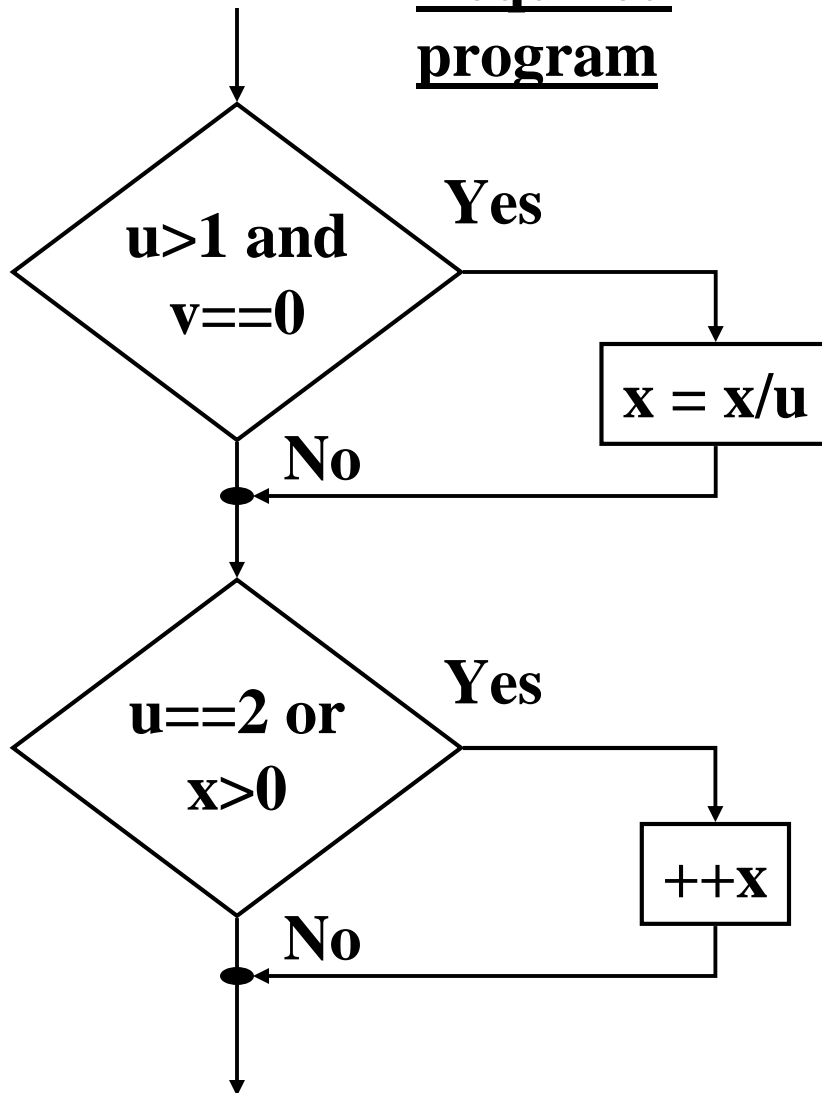 program
Yes
u>1 and
v==0
x = x/u
No
Yes
u==2 or
x>0
++x
No